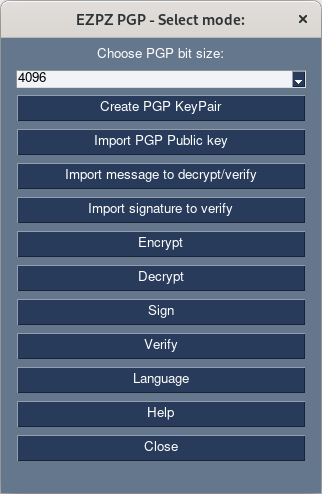 EZPZ PGP - Select mode:
Choose PGP bit size:
4096
Create PGP KeyPair
Import PGP Public key
Import message to decrypt/verify
Import signature to verify
Encrypt
Decrypt
Sign
Verify
Language
Help
Close